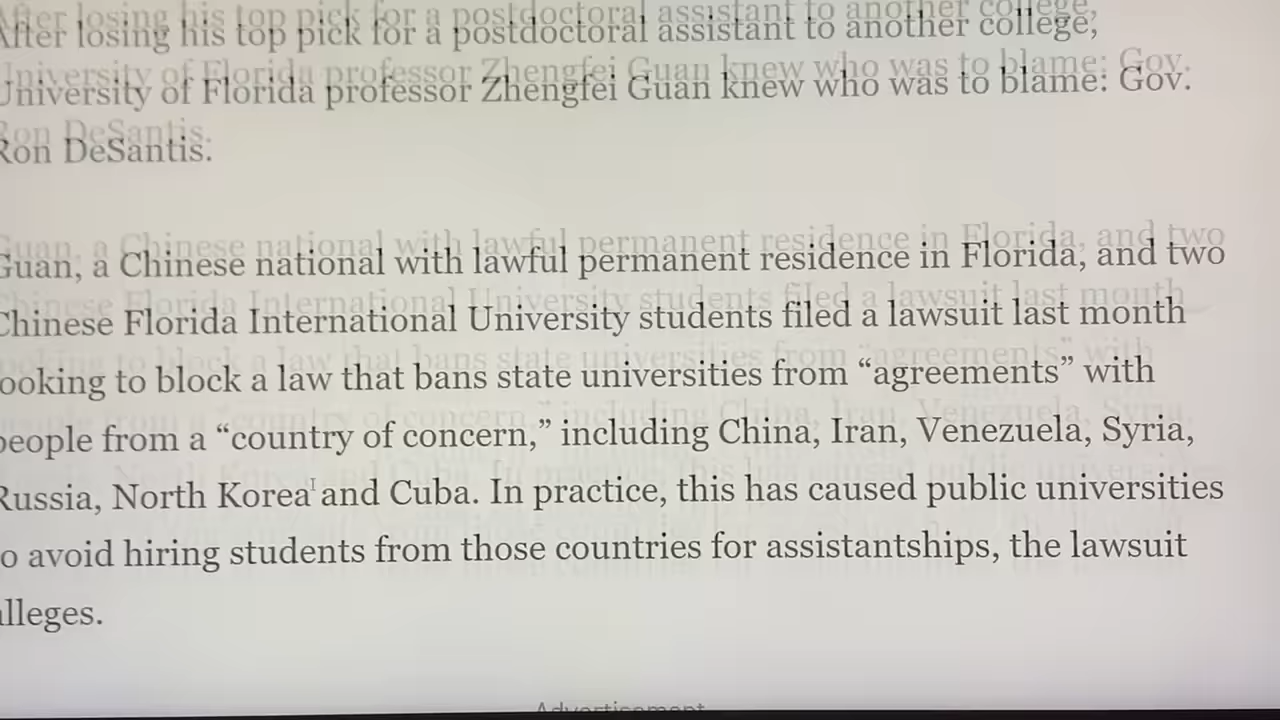 After losing his top pick for a postdoctoral assistant to another college,
University of Florida professor Zhengfei Guan knew who was to blame: Gov.
Ron DeSantis.
Guan, a Chinese national with lawful permanent residence in Florida, and two
Chinese Florida International University students filed a lawsuit last month
ooking to block a law that bans state universities from “agreements” with
people from a “country of concern,” including China, Iran, Venezuela, Syria,
Russia, North Korea and Cuba. In practice, this has caused public universities
o avoid hiring students from those countries for assistantships, the lawsuit
alleges.
Advertisement